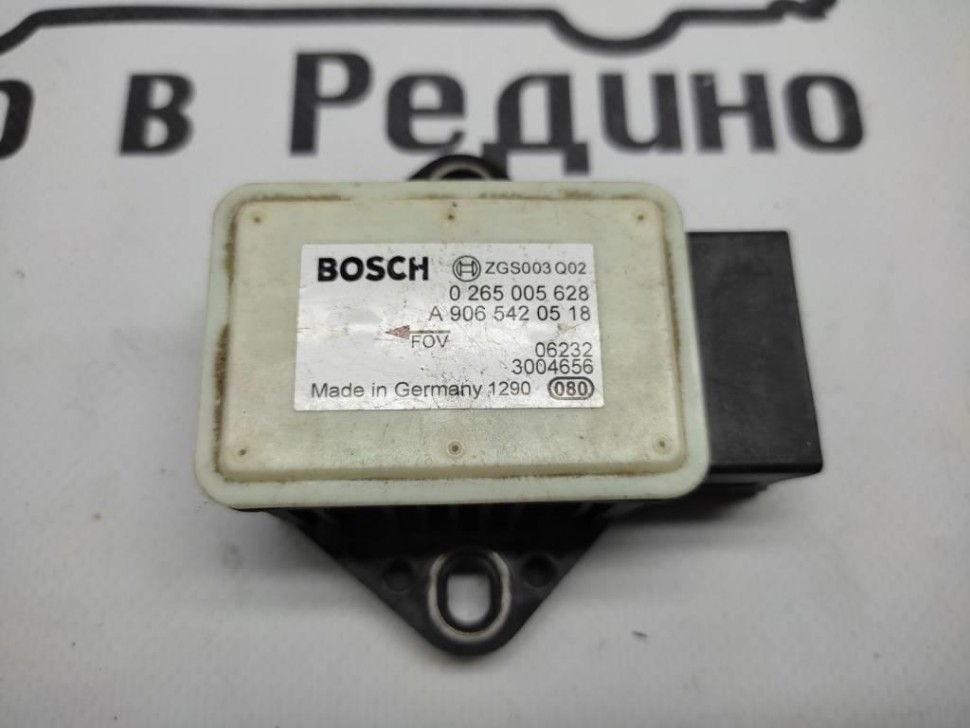 в Редино
BOSCH ZGS003 Q02
0 265 005 628
A 906 542 05 18
FOV
06232
3004656
Made in Germany 1290 080